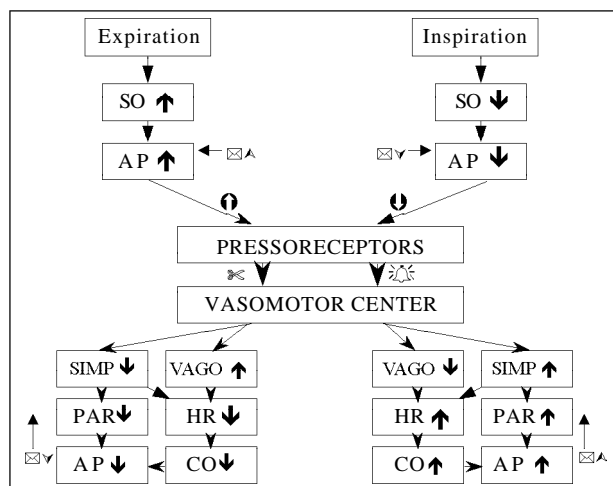 Expiration Inspiration
SO ↑ SO ↓
AP ↑ AP ↓
PRESSORECEPTORS
VASOMOTOR CENTER
SIMP ↓ VAGO ↑ VAGO ↓ SIMP ↑
PAR ↓ HR ↓ HR ↑ PAR ↑
AP ↓ CO ↓ CO ↑ AP ↑